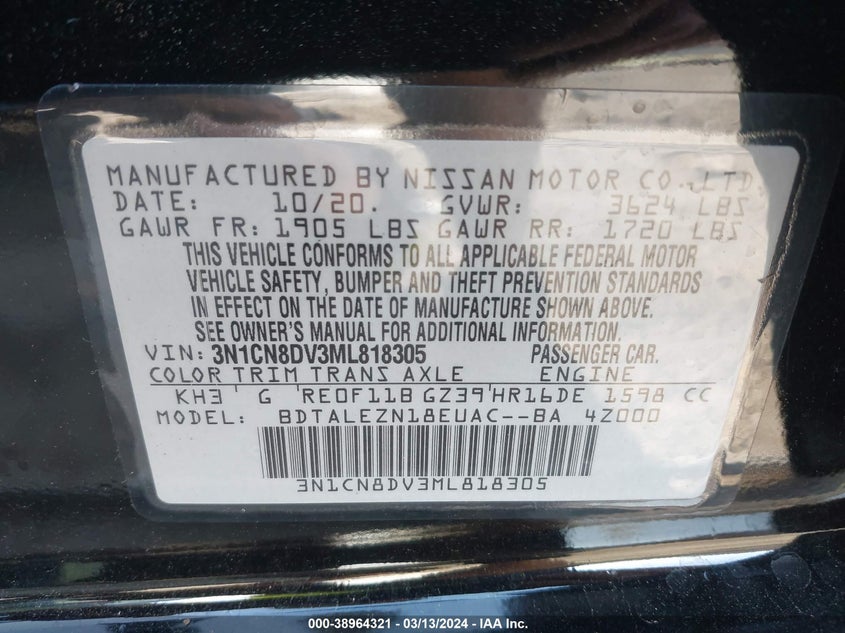 MANUFACTURED BY NISSAN MOTOR CO.,LTD.
DATE: 10/20. GVWR: 3624 LBS
GAWR FR: 1905 LBS GAWR RR: 1720 LBS
THIS VEHICLE CONFORMS TO ALL APPLICABLE FEDERAL MOTOR
VEHICLE SAFETY, BUMPER AND THEFT PREVENTION STANDARDS
IN EFFECT ON THE DATE OF MANUFACTURE SHOWN ABOVE.
SEE OWNER'S MANUAL FOR ADDITIONAL INFORMATION.
VIN: 3N1CN8DV3ML818305 PASSENGER CAR.
COLOR TRIM TRANS AXLE ENGINE
KH3 G RE0F11B GZ39 HR16DE 1598 CC
MODEL: BDTALEZN18EUAC--BA 4Z000
3N1CN8DV3ML818305
000-38964321 - 03/13/2024 - IAAI.COM